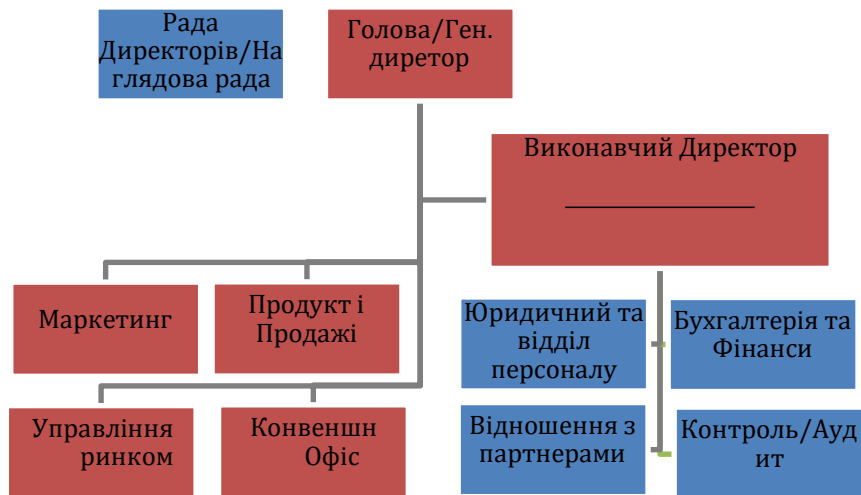 Рада
Директорів/На
глядова рада
Голова/Ген.
диретор
Виконавчий Директор
Маркетинг
Продукт і
Продажі
Юридичний та
відділ
персоналу
Бухгалтерія та
Фінанси
Управління
ринком
Конвеншн
Офіс
Відношення з
партнерами
Контроль/Ауд
ит